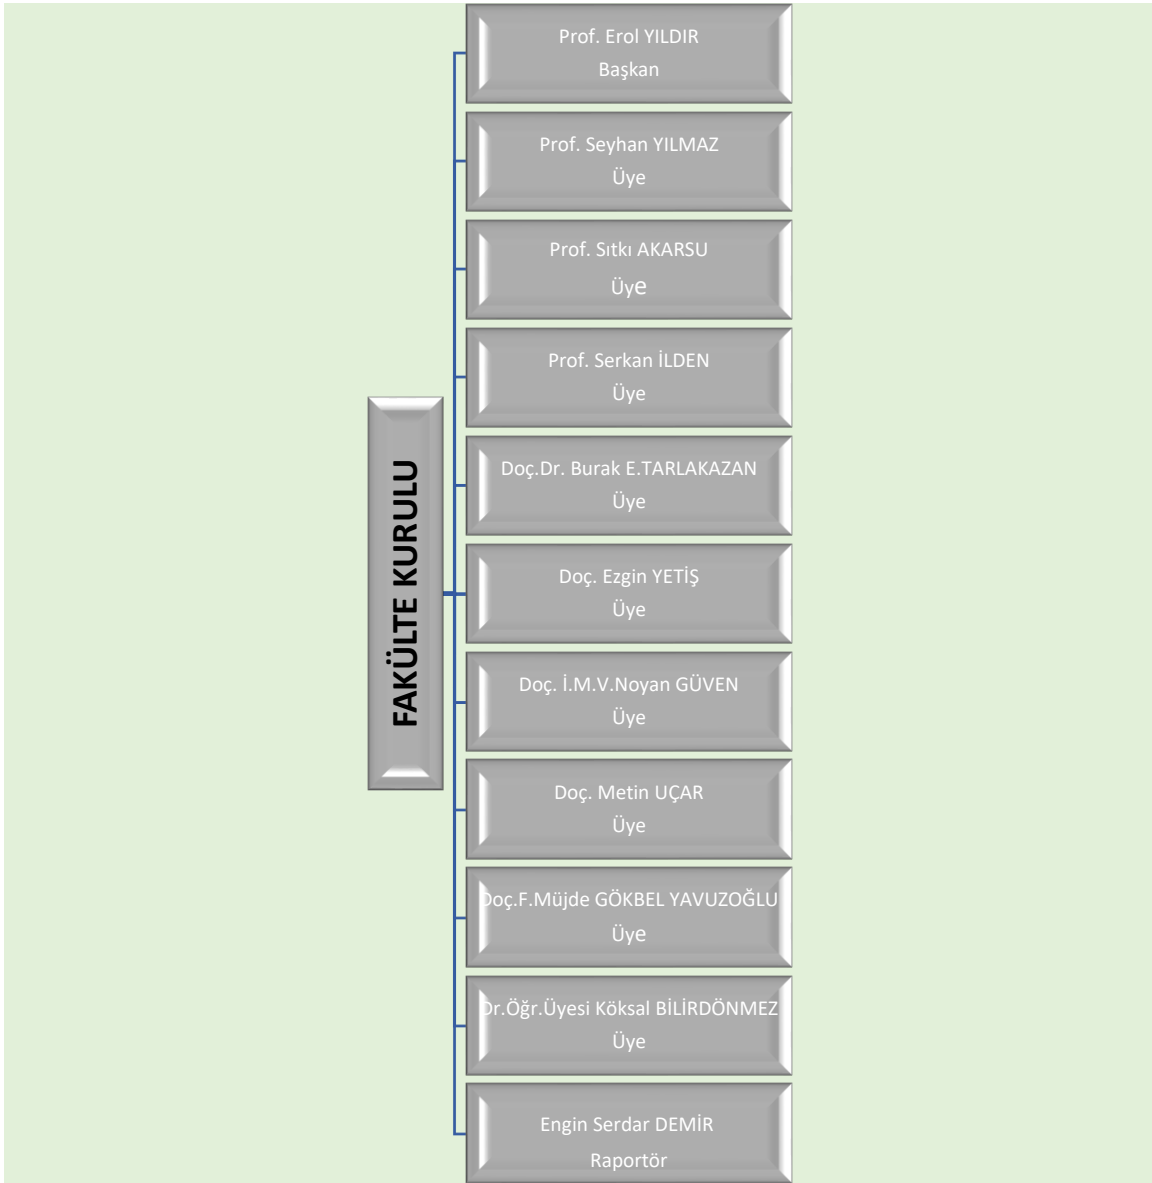 FAKÜLTE KURULU
Prof. Erol YILDIR
Başkan
Prof. Seyhan YILMAZ
Üye
Prof. Sıtkı AKARSU
Üye
Prof. Serkan İLDEN
Üye
Doç.Dr. Burak E.TARLAKAZAN
Üye
Doç. Ezgin YETİŞ
Üye
Doç. İ.M.V.Noyan GÜVEN
Üye
Doç. Metin UÇAR
Üye
Doç.F.Müjde GÖKBEL YAVUZOĞLU
Üye
Dr.Öğr.Üyesi Köksal BİLİRDÖNMEZ
Üye
Engin Serdar DEMİR
Raportör